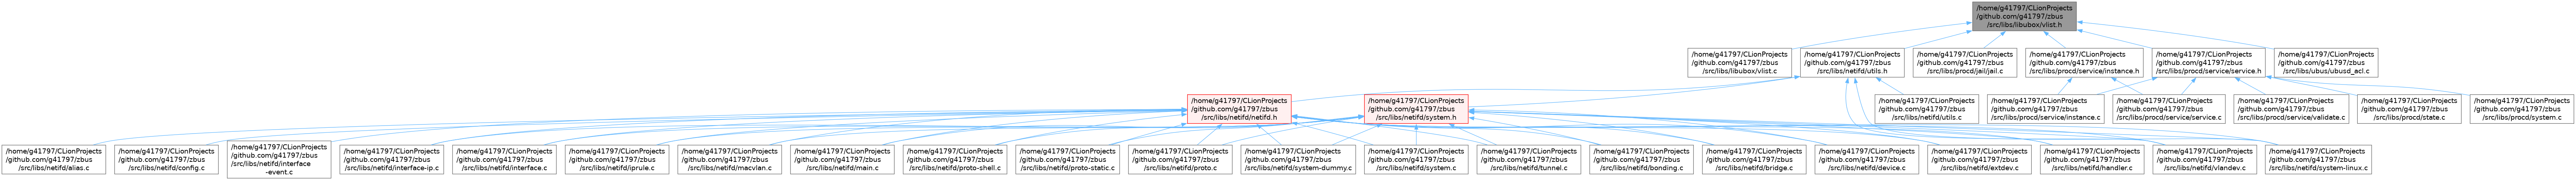 /home/g41797/CLionProjects
/github.com/g41797/zbus
/src/libs/libubox/vlist.h
/home/g41797/CLionProjects
/github.com/g41797/zbus
/src/libs/libubox/vlist.c
/home/g41797/CLionProjects
/github.com/g41797/zbus
/src/libs/netifd/utils.h
/home/g41797/CLionProjects
/github.com/g41797/zbus
/src/libs/procd/jail/jail.c
/home/g41797/CLionProjects
/github.com/g41797/zbus
/src/libs/procd/service/instance.h
/home/g41797/CLionProjects
/github.com/g41797/zbus
/src/libs/procd/service/service.h
/home/g41797/CLionProjects
/github.com/g41797/zbus
/src/libs/ubus/ubusd_acl.c
/home/g41797/CLionProjects
/github.com/g41797/zbus
/src/libs/netifd/netifd.h
/home/g41797/CLionProjects
/github.com/g41797/zbus
/src/libs/netifd/system.h
/home/g41797/CLionProjects
/github.com/g41797/zbus
/src/libs/netifd/utils.c
/home/g41797/CLionProjects
/github.com/g41797/zbus
/src/libs/procd/service/instance.c
/home/g41797/CLionProjects
/github.com/g41797/zbus
/src/libs/procd/service/service.c
/home/g41797/CLionProjects
/github.com/g41797/zbus
/src/libs/procd/service/validate.c
/home/g41797/CLionProjects
/github.com/g41797/zbus
/src/libs/procd/state.c
/home/g41797/CLionProjects
/github.com/g41797/zbus
/src/libs/procd/system.c
/home/g41797/CLionProjects
/github.com/g41797/zbus
/src/libs/netifd/alias.c
/home/g41797/CLionProjects
/github.com/g41797/zbus
/src/libs/netifd/config.c
/home/g41797/CLionProjects
/github.com/g41797/zbus
/src/libs/netifd/interface
-event.c
/home/g41797/CLionProjects
/github.com/g41797/zbus
/src/libs/netifd/interface-ip.c
/home/g41797/CLionProjects
/github.com/g41797/zbus
/src/libs/netifd/interface.c
/home/g41797/CLionProjects
/github.com/g41797/zbus
/src/libs/netifd/iprule.c
/home/g41797/CLionProjects
/github.com/g41797/zbus
/src/libs/netifd/macvlan.c
/home/g41797/CLionProjects
/github.com/g41797/zbus
/src/libs/netifd/main.c
/home/g41797/CLionProjects
/github.com/g41797/zbus
/src/libs/netifd/proto-shell.c
/home/g41797/CLionProjects
/github.com/g41797/zbus
/src/libs/netifd/proto-static.c
/home/g41797/CLionProjects
/github.com/g41797/zbus
/src/libs/netifd/proto.c
/home/g41797/CLionProjects
/github.com/g41797/zbus
/src/libs/netifd/system-dummy.c
/home/g41797/CLionProjects
/github.com/g41797/zbus
/src/libs/netifd/system.c
/home/g41797/CLionProjects
/github.com/g41797/zbus
/src/libs/netifd/tunnel.c
/home/g41797/CLionProjects
/github.com/g41797/zbus
/src/libs/netifd/bonding.c
/home/g41797/CLionProjects
/github.com/g41797/zbus
/src/libs/netifd/bridge.c
/home/g41797/CLionProjects
/github.com/g41797/zbus
/src/libs/netifd/device.c
/home/g41797/CLionProjects
/github.com/g41797/zbus
/src/libs/netifd/extdev.c
/home/g41797/CLionProjects
/github.com/g41797/zbus
/src/libs/netifd/handler.c
/home/g41797/CLionProjects
/github.com/g41797/zbus
/src/libs/netifd/vlandev.c
/home/g41797/CLionProjects
/github.com/g41797/zbus
/src/libs/netifd/system-linux.c